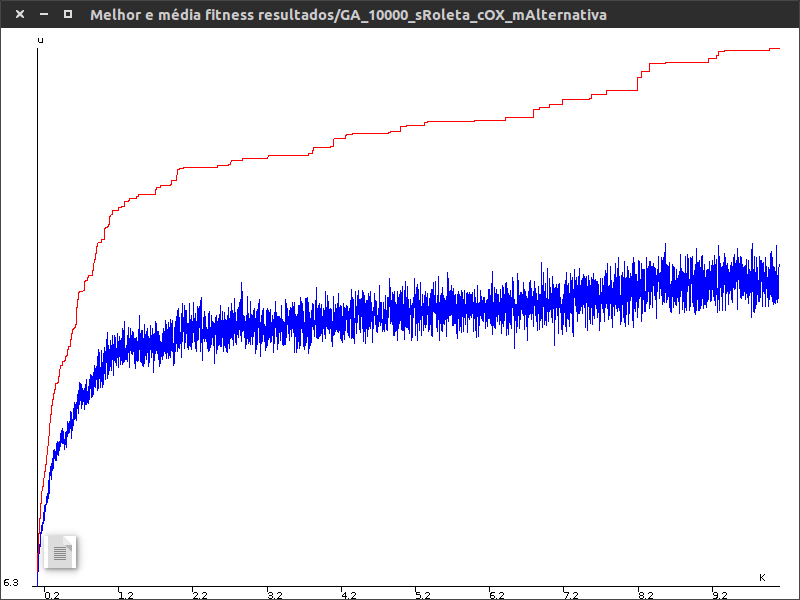 Melhor e média fitness resultados/GA_10000_sRoleta_cOX_mAlternativa
u
K
6.3
0.2 1.2 2.2 3.2 4.2 5.2 6.2 7.2 8.2 9.2